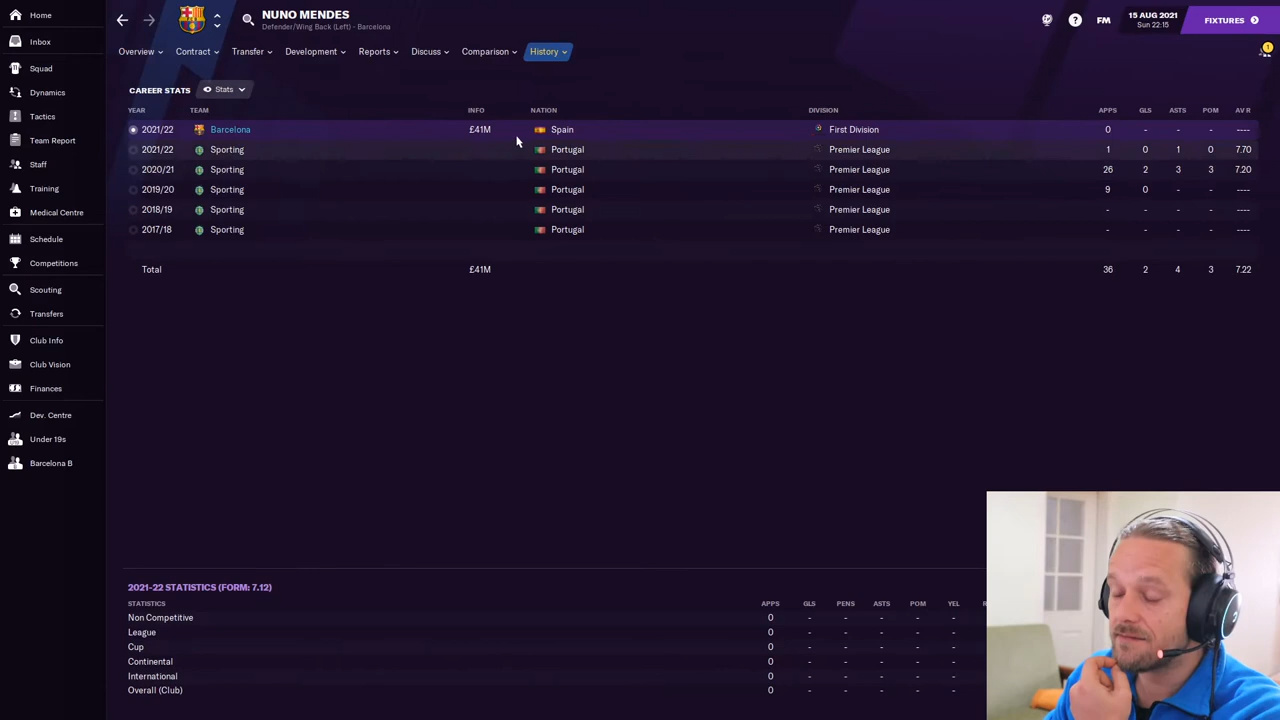 Home
Inbox
Squad
Dynamics
Tactics
Team Report
Staff
Training
Medical Centre
Schedule
Competitions
Scouting
Transfers
Club Info
Club Vision
Finances
Dev. Centre
Under 19s
Barcelona B
NUNO MENDES
Defender/Wing Back (Left) - Barcelona
FM
15 AUG 2021
Sun 22:15
FIXTURES
1
Overview Contract Transfer Development Reports Discuss Comparison History
CAREER STATS Stats
YEAR TEAM INFO NATION DIVISION APPS GLS ASTS POM AV R
2021/22 Barcelona £41M Spain First Division 0 - - - ----
2021/22 Sporting Portugal Premier League 1 0 1 0 7.70
2020/21 Sporting Portugal Premier League 26 2 3 3 7.20
2019/20 Sporting Portugal Premier League 9 0 - - ----
2018/19 Sporting Portugal Premier League - - - - ----
2017/18 Sporting Portugal Premier League - - - - ----
Total £41M 36 2 4 3 7.22
2021-22 STATISTICS (FORM: 7.12)
STATISTICS APPS GLS PENS ASTS POM YEL
Non Competitive 0 - - - - -
League 0 - - - - -
Cup 0 - - - - -
Continental 0 - - - - -
International 0 - - - - -
Overall (Club) 0 - - - - -